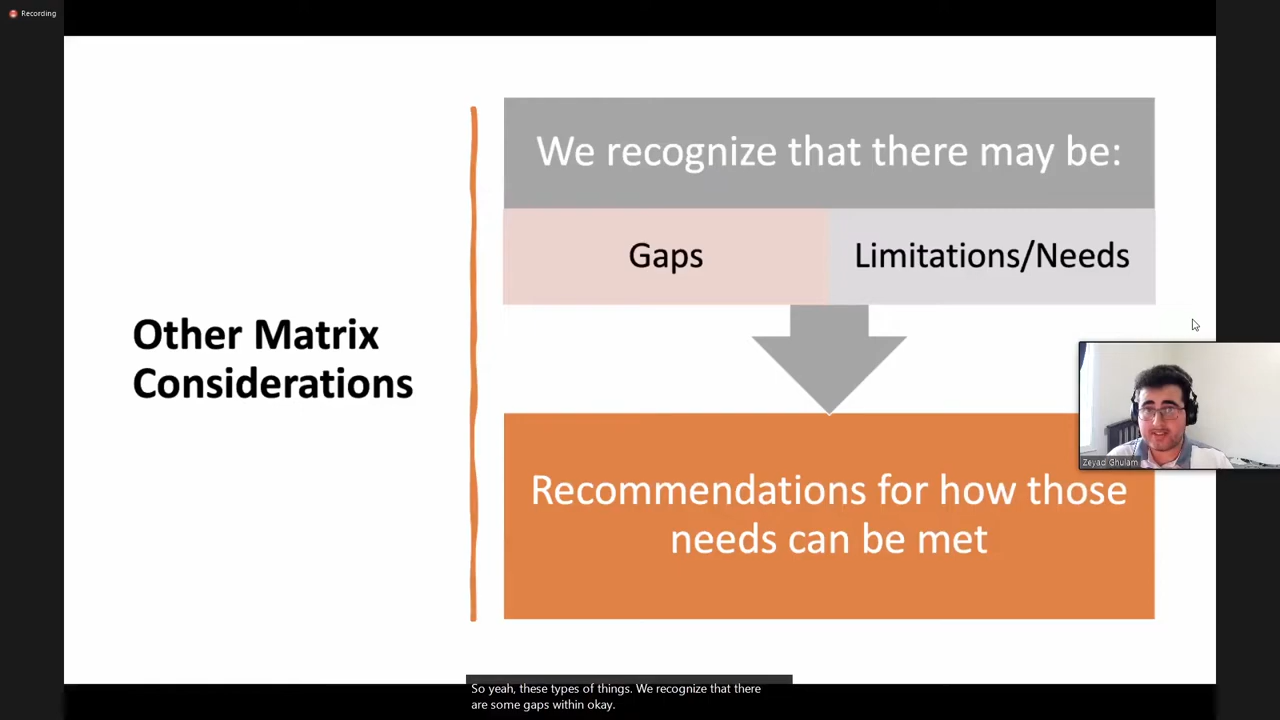 Recording
We recognize that there may be:
Gaps
Limitations/Needs
Other Matrix
Considerations
Recommendations for how those
needs can be met
Zeyad Ghulam
So yeah, these types of things. We recognize that there
are some gaps within okay.